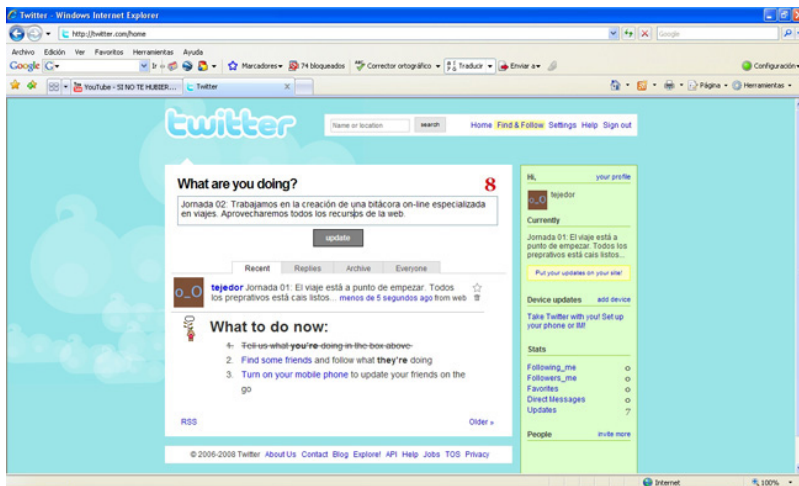 Twitter - Windows Internet Explorer
http://twitter.com/home
Google
Archivo Edición Ver Favoritos Herramientas Ayuda
Google G Ir Marcadores 74 bloqueados Corrector ortográfico Traducir Enviar a Configuración
YouTube - SI NO TE HUBIER... Twitter X Página Herramientas
twitter
Name or location search Home Find & Follow Settings Help Sign out
What are you doing? 8
Jornada 02: Trabajamos en la creación de una bitácora on-line especializada
en viajes. Aprovecharemos todos los recursos de la web.
update
Recent Replies Archive Everyone
o_O
tejedor Jornada 01: El viaje está a punto de empezar. Todos
los preprativos está cais listos... menos de 5 segundos ago from web
What to do now:
1. Tell us what you're doing in the box above.
2. Find some friends and follow what they're doing
3. Turn on your mobile phone to update your friends on the
go
RSS Older »
© 2006-2008 Twitter About Us Contact Blog Explore! API Help Jobs TOS Privacy
Hi, your profile
o_O tejedor
Currently
Jornada 01: El viaje está a
punto de empezar. Todos los
preprativos está cais listos...
Put your updates on your site!
Device updates add device
Take Twitter with you! Set up
your phone or IM!
Stats
Following_me 0
Followers_me 0
Favorites 0
Direct Messages 0
Updates 7
People invite more
Internet 100%